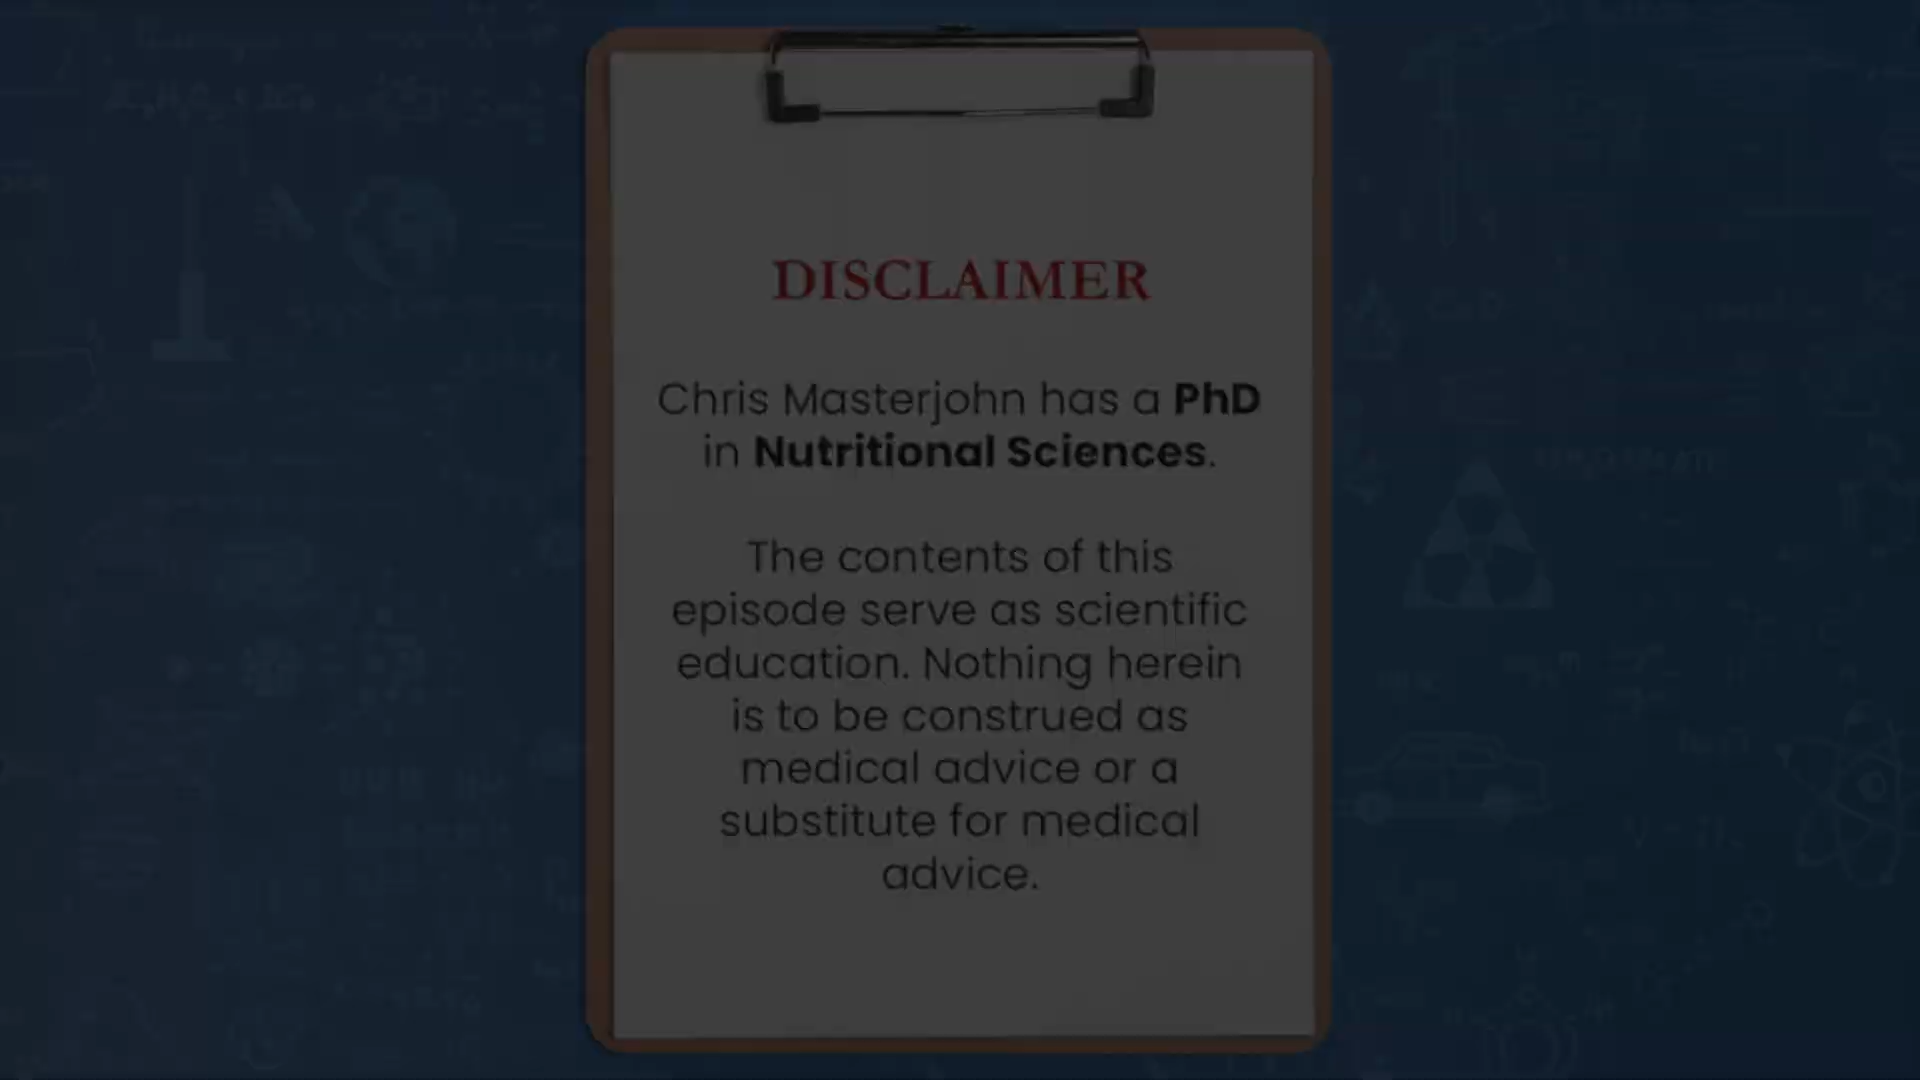 DISCLAIMER
Chris Masterjohn has a PhD
in Nutritional Sciences.
The contents of this
episode serve as scientific
education. Nothing herein
is to be construed as
medical advice or a
substitute for medical
advice.